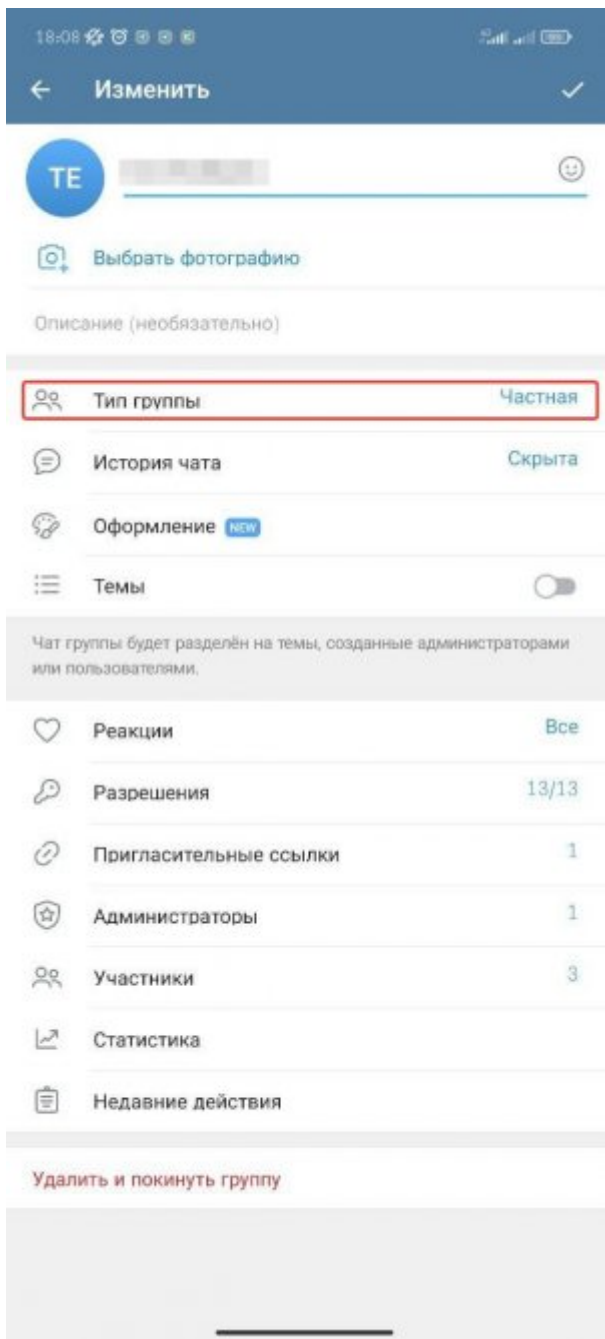 18:08
Изменить
TE
Выбрать фотографию
Описание (необязательно)
Тип группы Частная
История чата Скрыта
Оформление NEW
Темы
Чат группы будет разделён на темы, созданные администраторами
или пользователями.
Реакции Все
Разрешения 13/13
Пригласительные ссылки 1
Администраторы 1
Участники 3
Статистика
Недавние действия
Удалить и покинуть группу